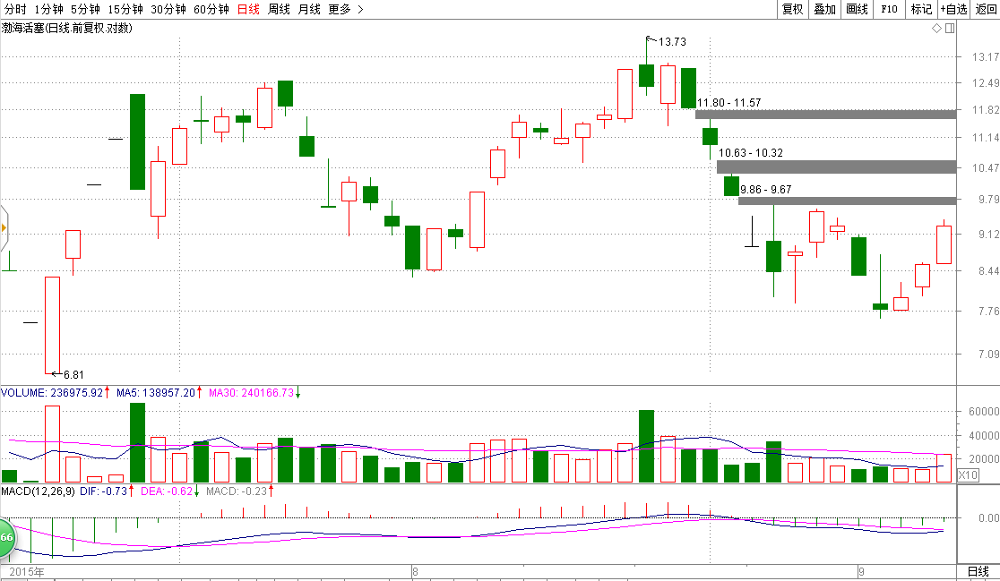 分时 1分钟 5分钟 15分钟 30分钟 60分钟 日线 周线 月线 更多 > 复权 叠加 画线 F10 标记 +自选 返回
渤海活塞(日线.前复权.对数)
13.73
13.17
12.49
11.80 - 11.57
11.82
11.14
10.63 - 10.32
10.47
9.86 - 9.67
9.79
9.12
8.44
7.76
7.09
6.81
VOLUME: 236975.92 MA5: 138957.20 MA30: 240166.73
60000
40000
20000
X10
MACD(12,26,9) DIF: -0.73 DEA: -0.62 MACD: -0.23
0.00
66
2015年 8 9 日线